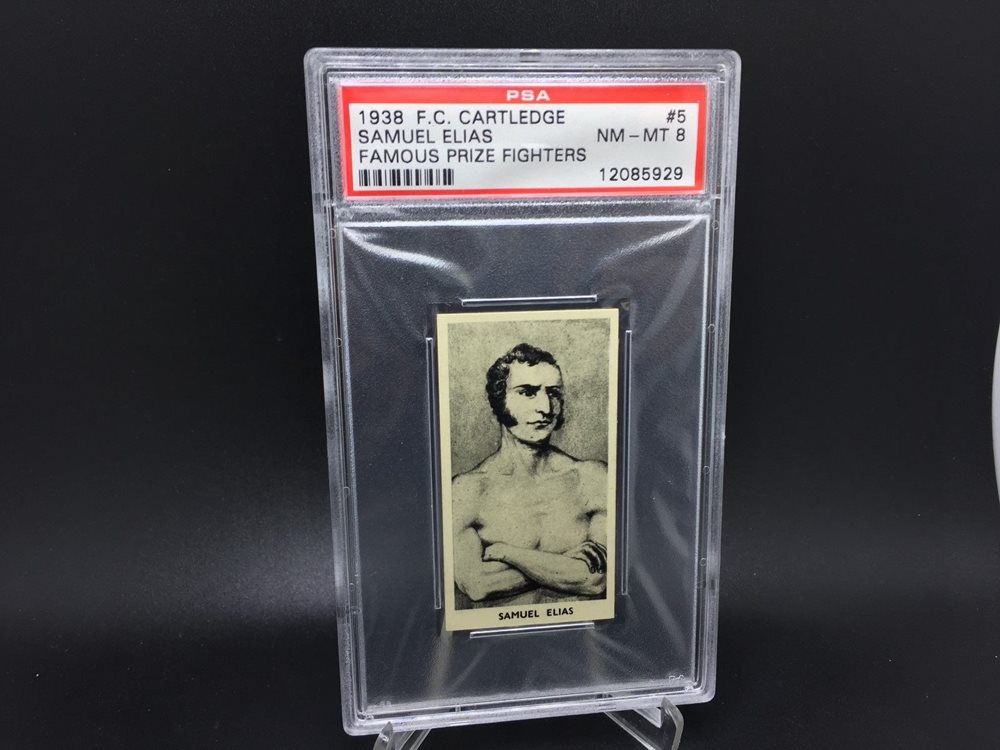 PSA
1938 F.C. CARTLEDGE #5
SAMUEL ELIAS NM - MT 8
FAMOUS PRIZE FIGHTERS
12085929
SAMUEL ELIAS